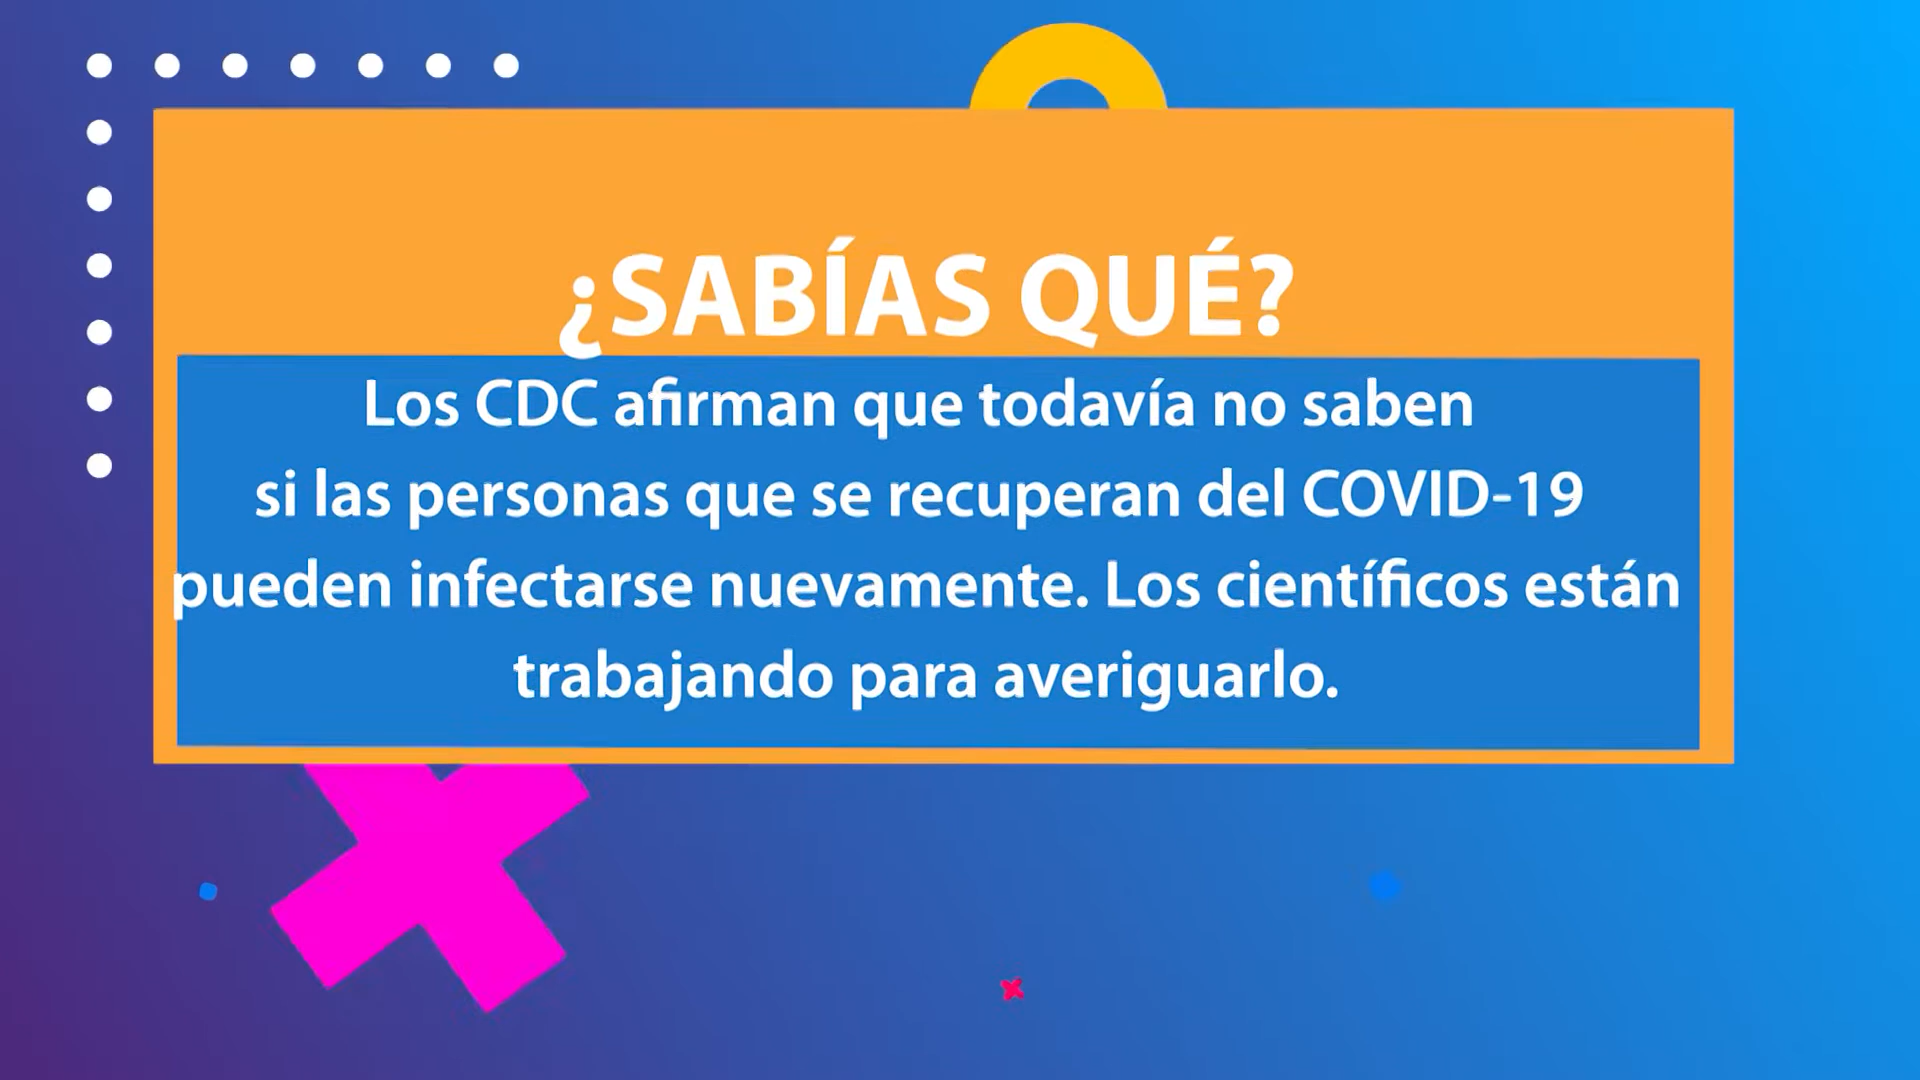 ¿SABÍAS QUÉ?
Los CDC afirman que todavía no saben
si las personas que se recuperan del COVID-19
pueden infectarse nuevamente. Los científicos están
trabajando para averiguarlo.